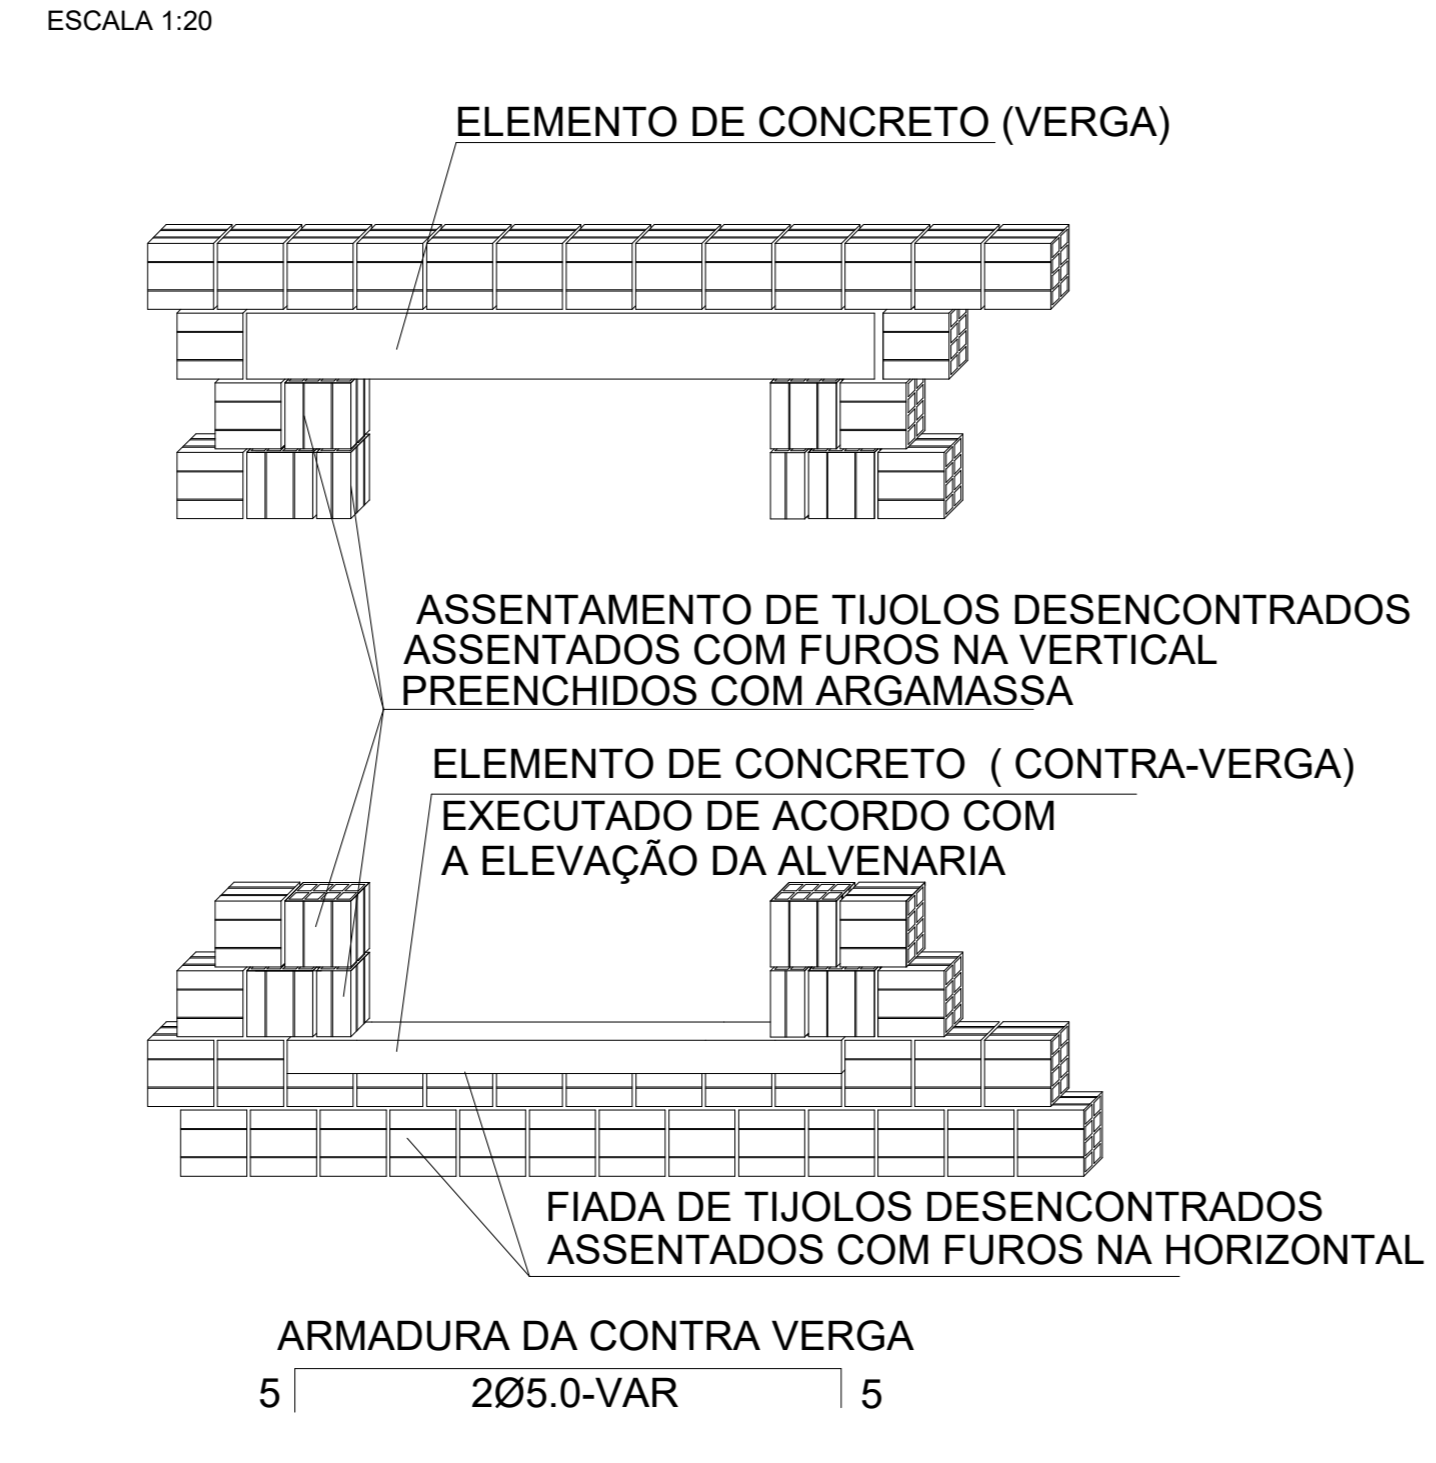 ESCALA 1:20
ELEMENTO DE CONCRETO (VERGA)
ASSENTAMENTO DE TIJOLOS DESENCONTRADOS
ASSENTADOS COM FUROS NA VERTICAL
PREENCHIDOS COM ARGAMASSA
ELEMENTO DE CONCRETO ( CONTRA-VERGA)
EXECUTADO DE ACORDO COM
A ELEVAÇÃO DA ALVENARIA
FIADA DE TIJOLOS DESENCONTRADOS
ASSENTADOS COM FUROS NA HORIZONTAL
ARMADURA DA CONTRA VERGA
5 2Ø5.0-VAR 5